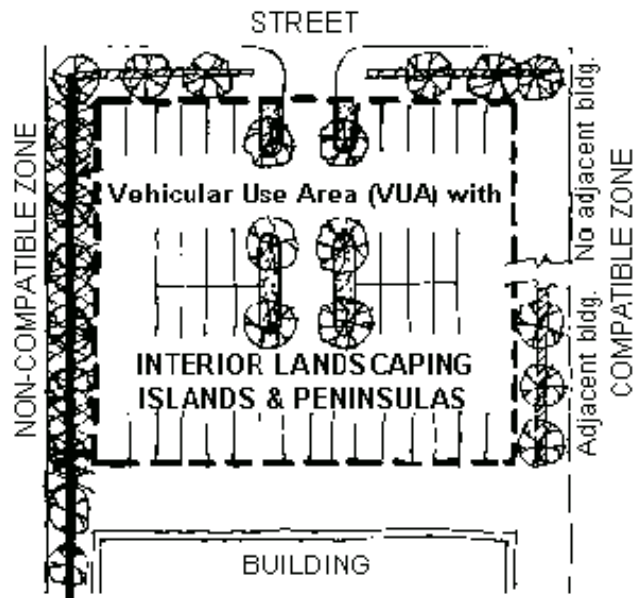 STREET
NON-COMPATIBLE ZONE
Vehicular Use Area (VUA) with
INTERIOR LANDSCAPING
ISLANDS & PENINSULAS
No adjacent bldg.
Adjacent bldg.
COMPATIBLE ZONE
BUILDING